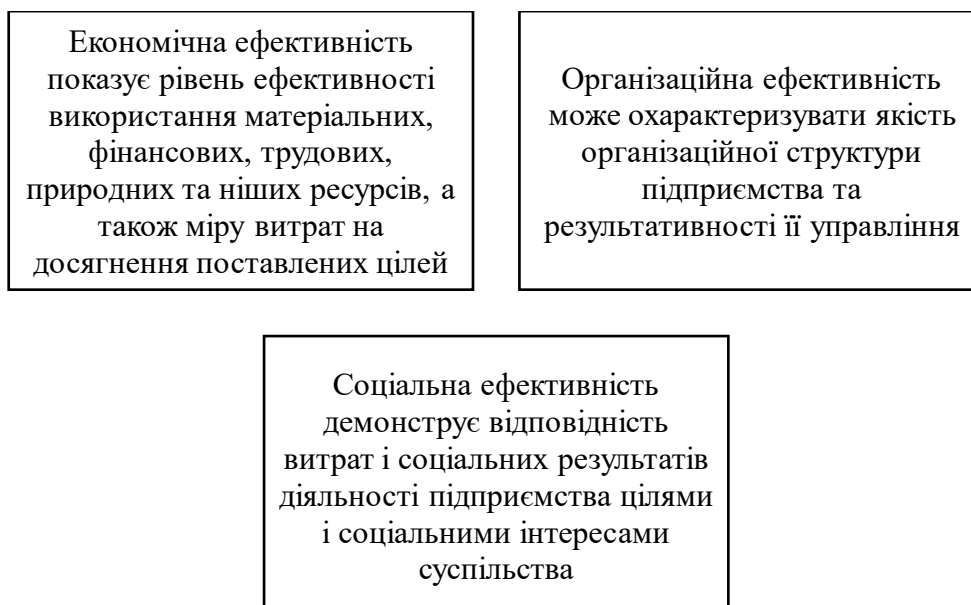 Економічна ефективність
показує рівень ефективності
використання матеріальних,
фінансових, трудових,
природних та ніших ресурсів, а
також міру витрат на
досягнення поставлених цілей
Організаційна ефективність
може охарактеризувати якість
організаційної структури
підприємства та
результативності її управління
Соціальна ефективність
демонструє відповідність
витрат і соціальних результатів
діяльності підприємства цілями
і соціальними інтересами
суспільства